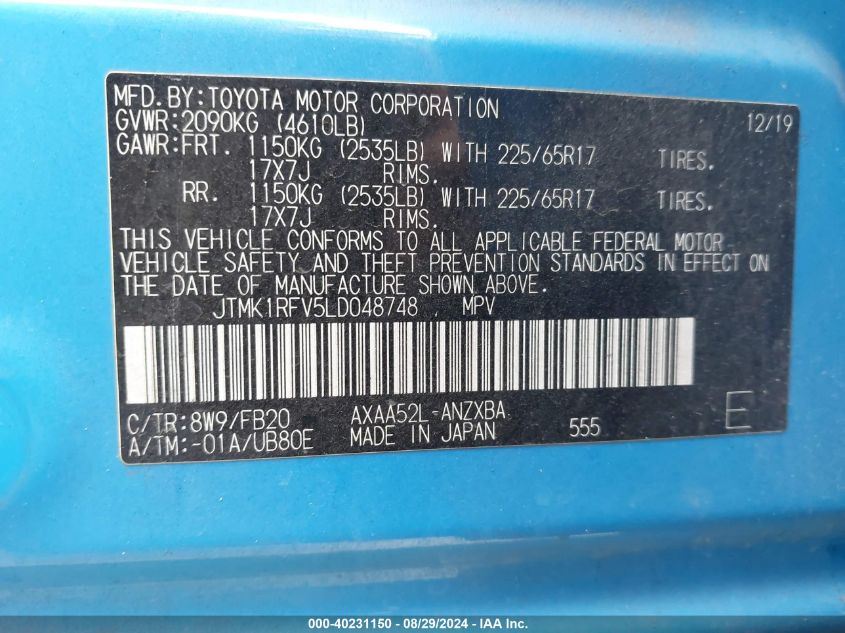 MFD.BY:TOYOTA MOTOR CORPORATION 12/19
GVWR:2090KG (4610LB)
GAWR:FRT. 1150KG (2535LB) WITH 225/65R17 TIRES.
17X7J RIMS.
RR. 1150KG (2535LB) WITH 225/65R17 TIRES.
17X7J RIMS.
THIS VEHICLE CONFORMS TO ALL APPLICABLE FEDERAL MOTOR
VEHICLE SAFETY AND THEFT PREVENTION STANDARDS IN EFFECT ON
THE DATE OF MANUFACTURE SHOWN ABOVE.
JTMK1RFV5LD048748 MPV
C/TR:8W9/FB20 AXAA52L-ANZXBA E
A/TM:-01A/UB80E MADE IN JAPAN 555
000-40231150 - 08/29/2024 - IAA Inc.